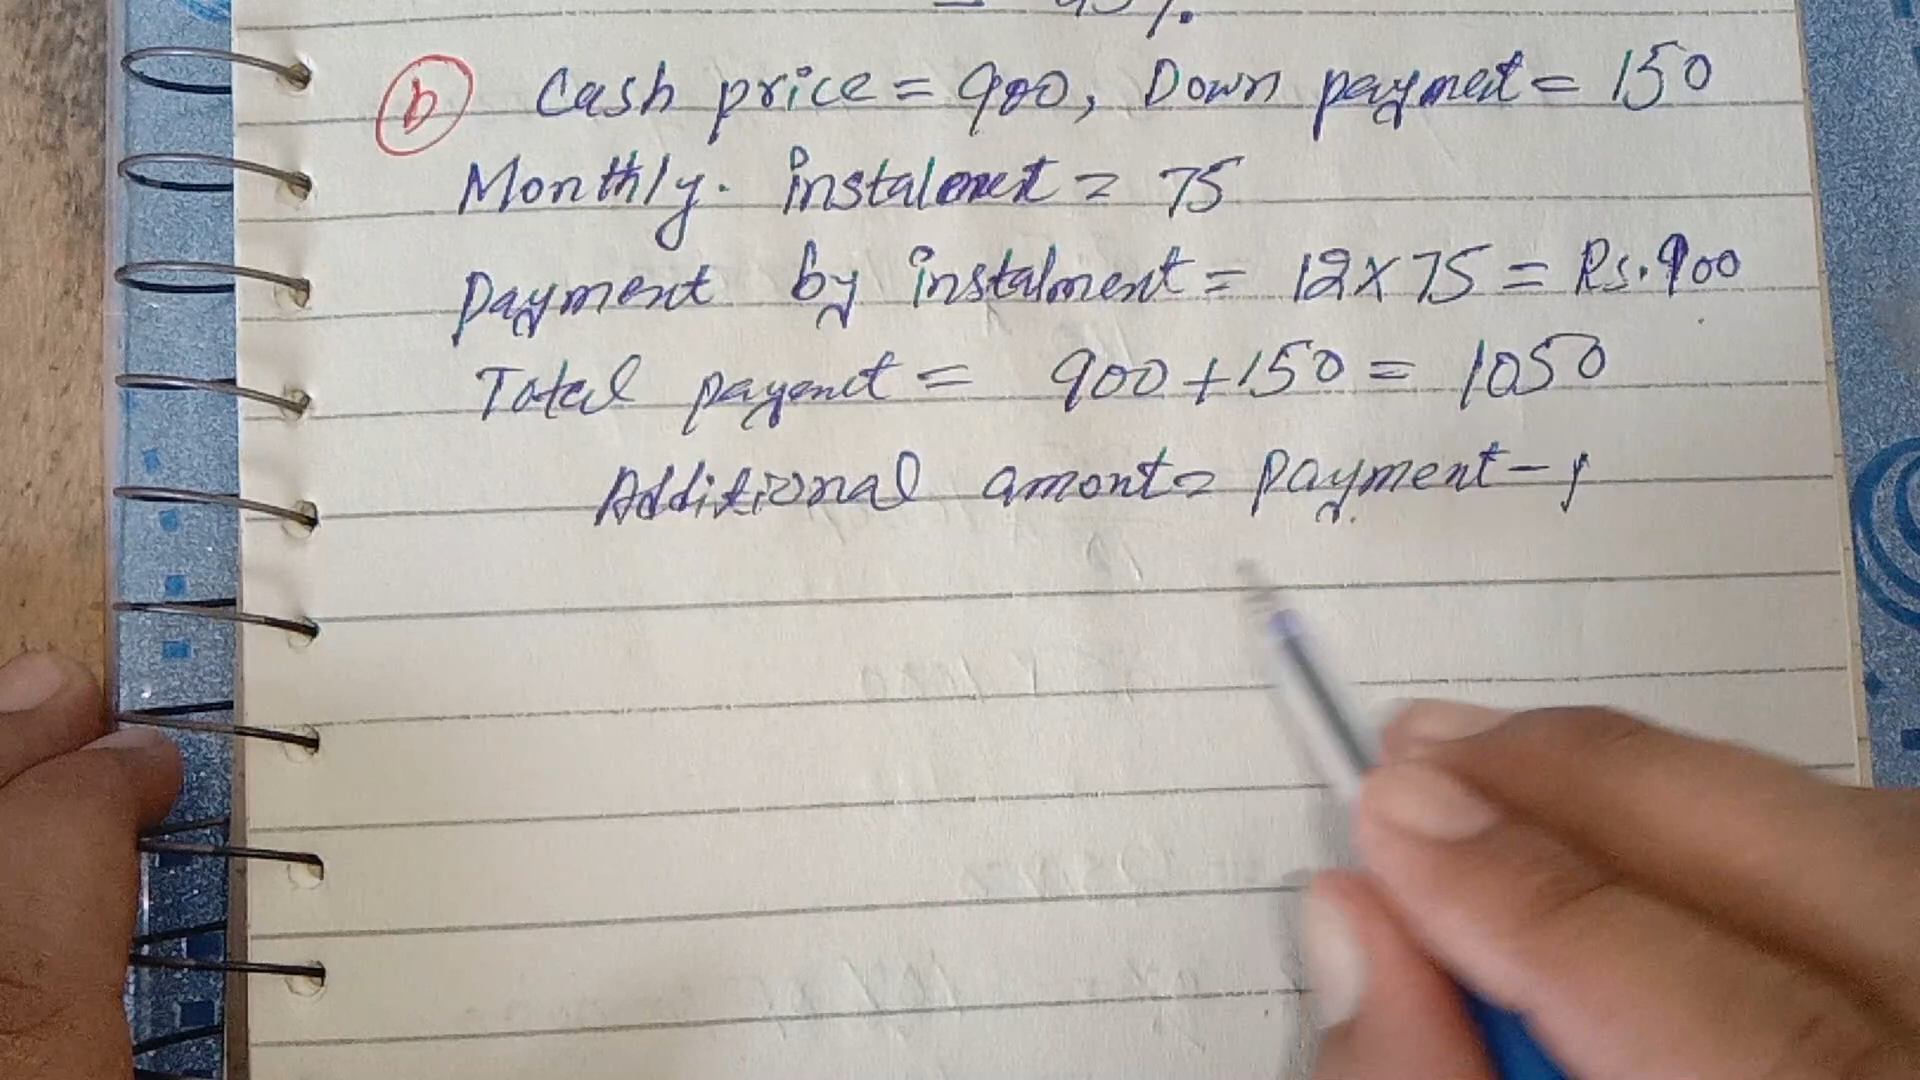 b Cash price = 900, Down payment = 150
Monthly. instalment = 75
Payment by instalment = 12 x 75 = Rs. 900
Total payment = 900 + 150 = 1050
Additional amont = payment -